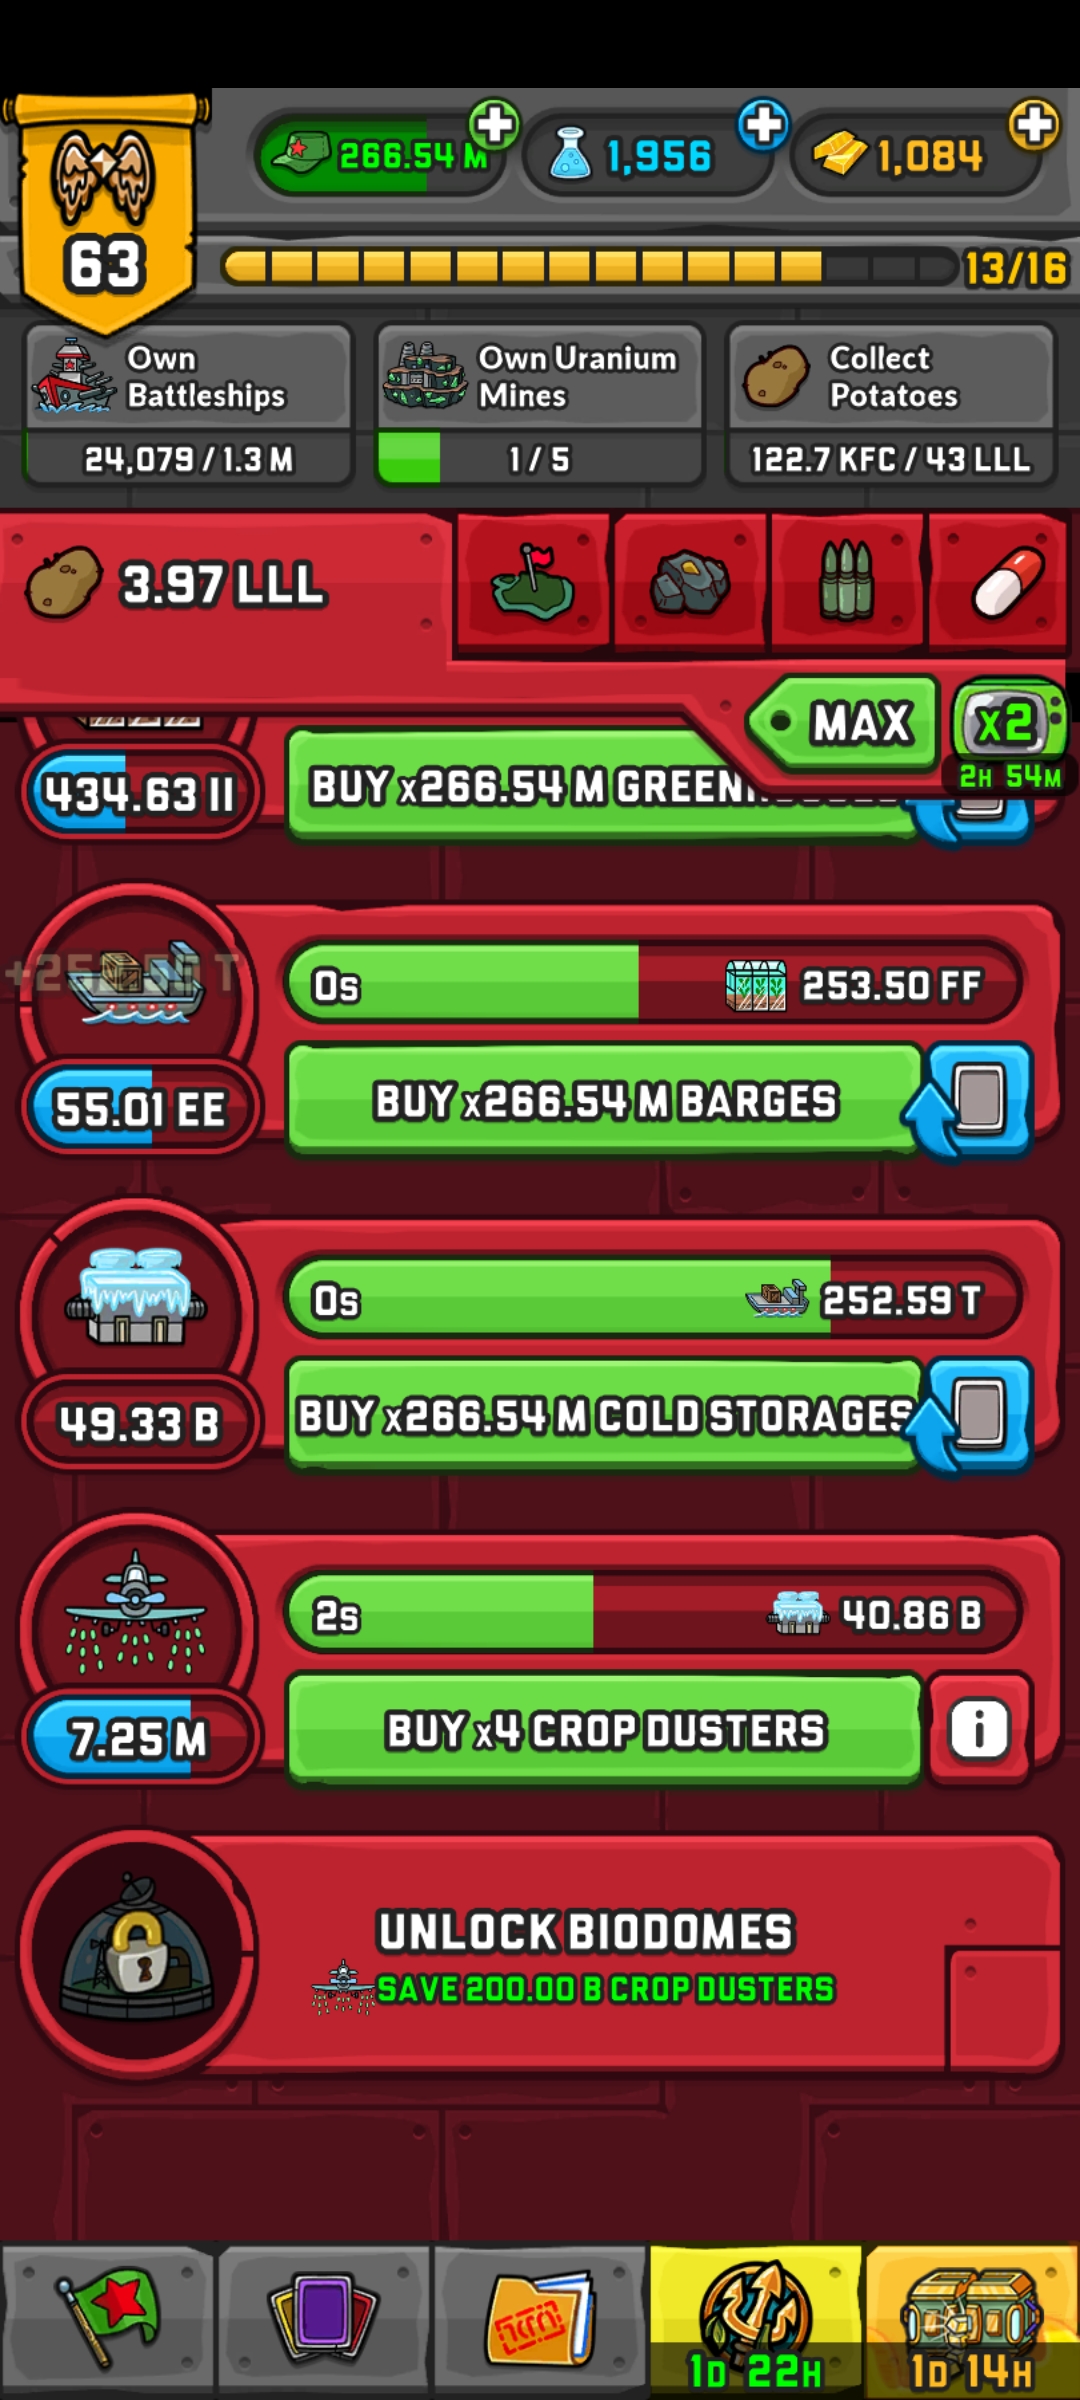 63
266.54 M
1,956
1,084
13/16
Own
Battleships
24,079 / 1.3 M
Own Uranium
Mines
1 / 5
Collect
Potatoes
122.7 KFC / 43 LLL
3.97 LLL
MAX
x2
2H 54M
434.63 II
BUY x266.54 M
0s
253.50 FF
55.01 EE
BUY x266.54 M BARGES
0s
252.59 T
49.33 B
BUY x266.54 M COLD STORAGES
2s
40.86 B
7.25 M
BUY x4 CROP DUSTERS
i
UNLOCK BIODOMES
SAVE 200.00 B CROP DUSTERS
1D 22H
1D 14H